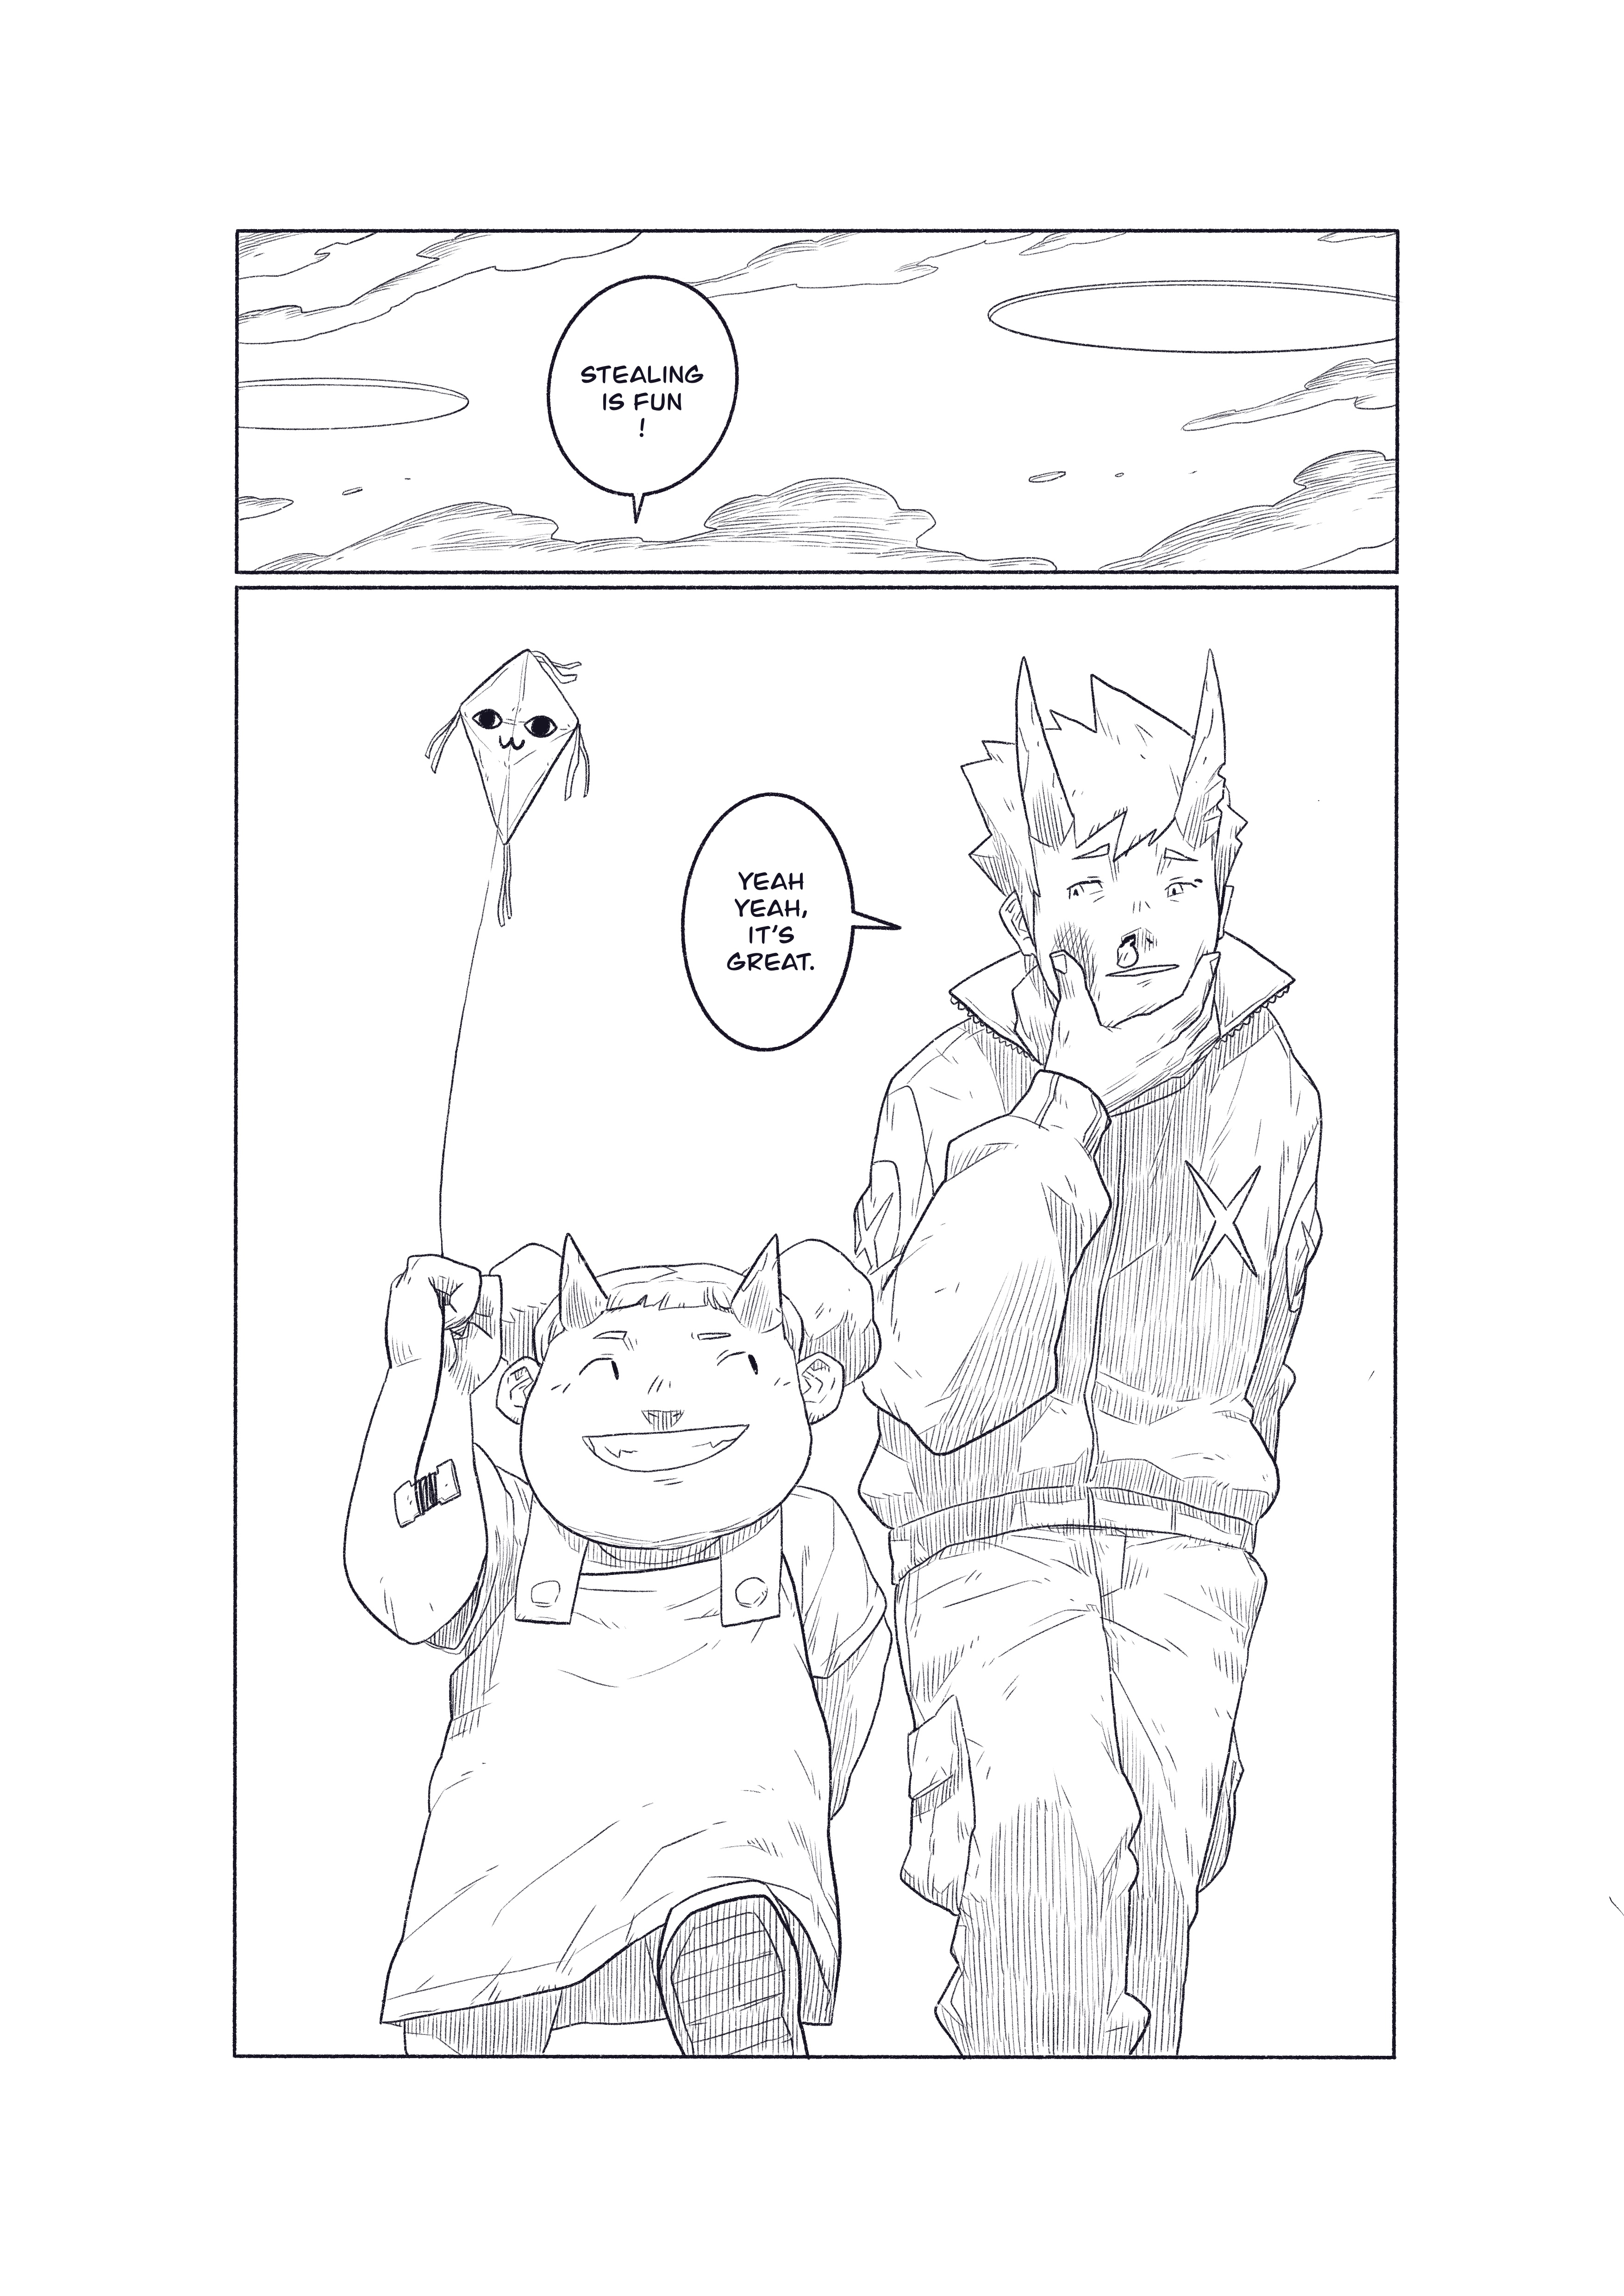 STEALING
IS FUN
!
YEAH
YEAH,
IT'S
GREAT.